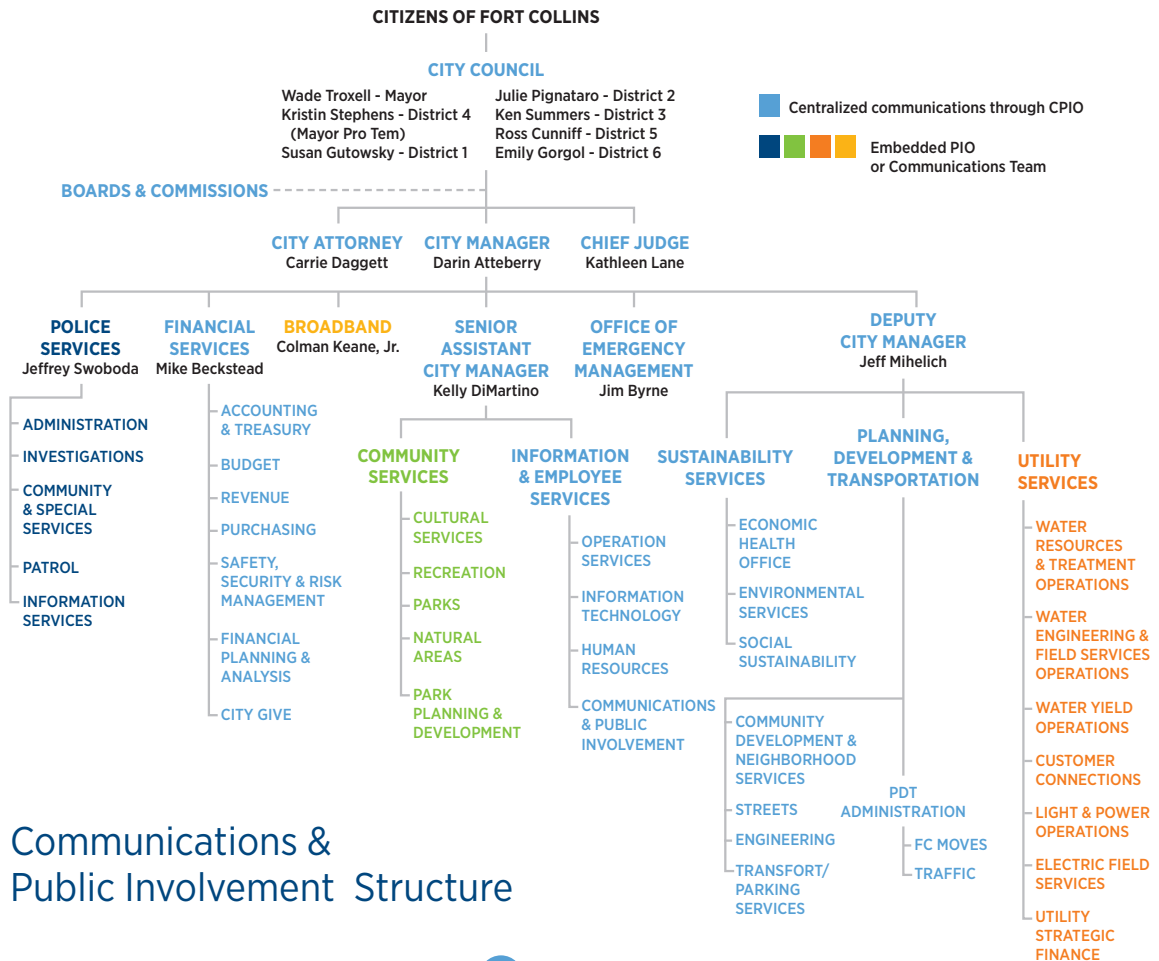 CITIZENS OF FORT COLLINS
CITY COUNCIL
Wade Troxell - Mayor
Kristin Stephens - District 4
(Mayor Pro Tem)
Susan Gutowsky - District 1
Julie Pignataro - District 2
Ken Summers - District 3
Ross Cunniff - District 5
Emily Gorgol - District 6
Centralized communications through CPIO
Embedded PIO
or Communications Team
BOARDS & COMMISSIONS
CITY ATTORNEY
Carrie Daggett
CITY MANAGER
Darin Atteberry
CHIEF JUDGE
Kathleen Lane
POLICE
SERVICES
Jeffrey Swoboda
FINANCIAL
SERVICES
Mike Beckstead
BROADBAND
Colman Keane, Jr.
SENIOR
ASSISTANT
CITY MANAGER
Kelly DiMartino
OFFICE OF
EMERGENCY
MANAGEMENT
Jim Byrne
DEPUTY
CITY MANAGER
Jeff Mihelich
ADMINISTRATION
INVESTIGATIONS
COMMUNITY
& SPECIAL
SERVICES
PATROL
INFORMATION
SERVICES
ACCOUNTING
& TREASURY
BUDGET
REVENUE
PURCHASING
SAFETY,
SECURITY & RISK
MANAGEMENT
FINANCIAL
PLANNING &
ANALYSIS
CITY GIVE
COMMUNITY
SERVICES
CULTURAL
SERVICES
RECREATION
PARKS
NATURAL
AREAS
PARK
PLANNING &
DEVELOPMENT
INFORMATION
& EMPLOYEE
SERVICES
OPERATION
SERVICES
INFORMATION
TECHNOLOGY
HUMAN
RESOURCES
COMMUNICATIONS
& PUBLIC
INVOLVEMENT
SUSTAINABILITY
SERVICES
ECONOMIC
HEALTH
OFFICE
ENVIRONMENTAL
SERVICES
SOCIAL
SUSTAINABILITY
PLANNING,
DEVELOPMENT &
TRANSPORTATION
COMMUNITY
DEVELOPMENT &
NEIGHBORHOOD
SERVICES
STREETS
ENGINEERING
TRANSFORT/
PARKING
SERVICES
PDT
ADMINISTRATION
FC MOVES
TRAFFIC
UTILITY
SERVICES
WATER
RESOURCES
& TREATMENT
OPERATIONS
WATER
ENGINEERING &
FIELD SERVICES
OPERATIONS
WATER YIELD
OPERATIONS
CUSTOMER
CONNECTIONS
LIGHT & POWER
OPERATIONS
ELECTRIC FIELD
SERVICES
UTILITY
STRATEGIC
FINANCE
Communications &
Public Involvement Structure